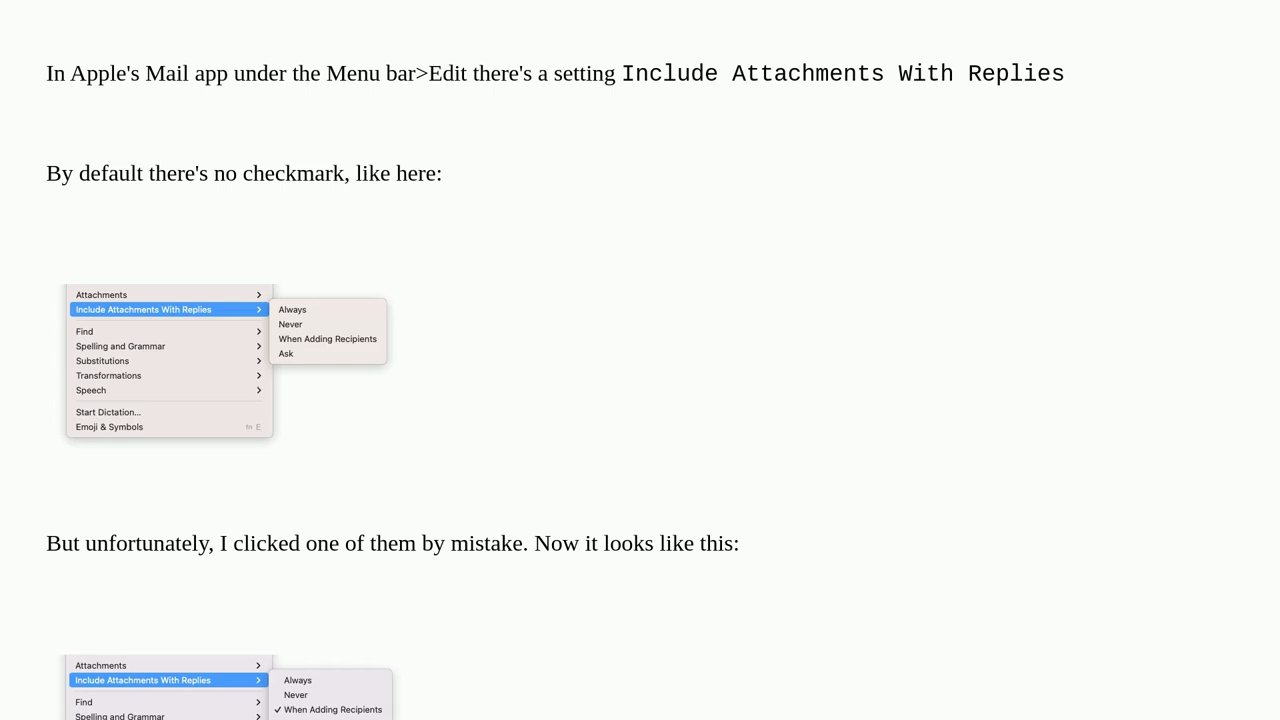 In Apple's Mail app under the Menu bar>Edit there's a setting Include Attachments With Replies
By default there's no checkmark, like here:
Attachments
Include Attachments With Replies
Always
Never
When Adding Recipients
Ask
Find
Spelling and Grammar
Substitutions
Transformations
Speech
Start Dictation...
Emoji & Symbols fn E
But unfortunately, I clicked one of them by mistake. Now it looks like this:
Attachments
Include Attachments With Replies
Always
Never
✓ When Adding Recipients
Find
Spelling and Grammar